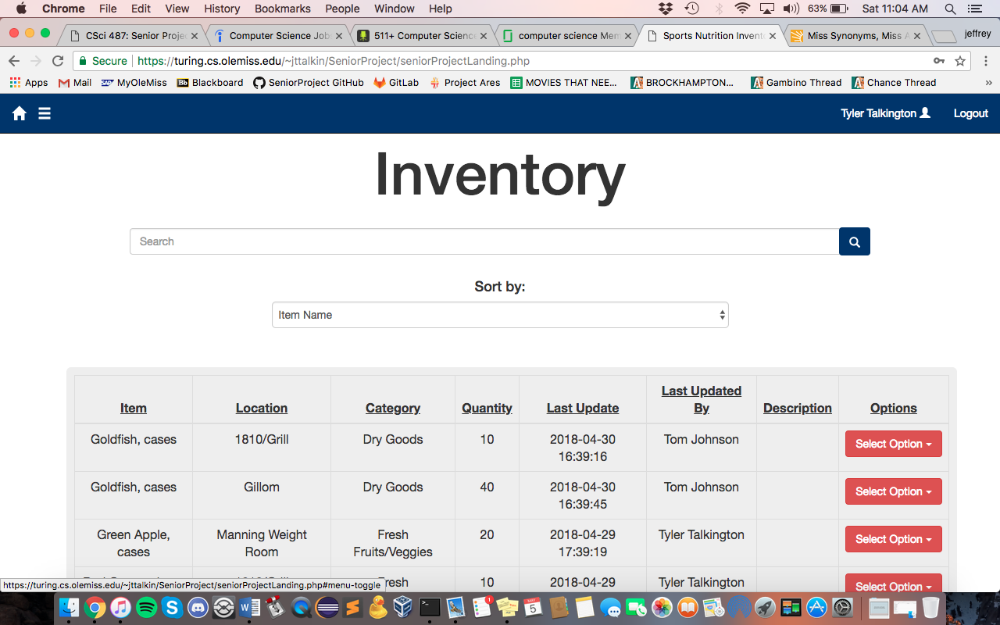 Chrome File Edit View History Bookmarks People Window Help 63% Sat 11:04 AM
CSci 487: Senior Proje Computer Science Job 511+ Computer Science computer science Mem Sports Nutrition Invent Miss Synonyms, Miss A jeffrey
Secure https://turing.cs.olemiss.edu/~jttalkin/SeniorProject/seniorProjectLanding.php
Apps Mail MyOleMiss Blackboard SeniorProject GitHub GitLab Project Ares MOVIES THAT NEE... BROCKHAMPTON... Gambino Thread Chance Thread »
Tyler Talkington Logout
Inventory
Search
Sort by:
Item Name
Item Location Category Quantity Last Update Last Updated By Description Options
Goldfish, cases 1810/Grill Dry Goods 10 2018-04-30 16:39:16 Tom Johnson Select Option
Goldfish, cases Gillom Dry Goods 40 2018-04-30 16:39:45 Tom Johnson Select Option
Green Apple, cases Manning Weight Room Fresh Fruits/Veggies 20 2018-04-29 17:39:19 Tyler Talkington Select Option
Fresh 10 2018-04-29 Tyler Talkington Select Option
https://turing.cs.olemiss.edu/~jttalkin/SeniorProject/seniorProjectLanding.php#menu-toggle